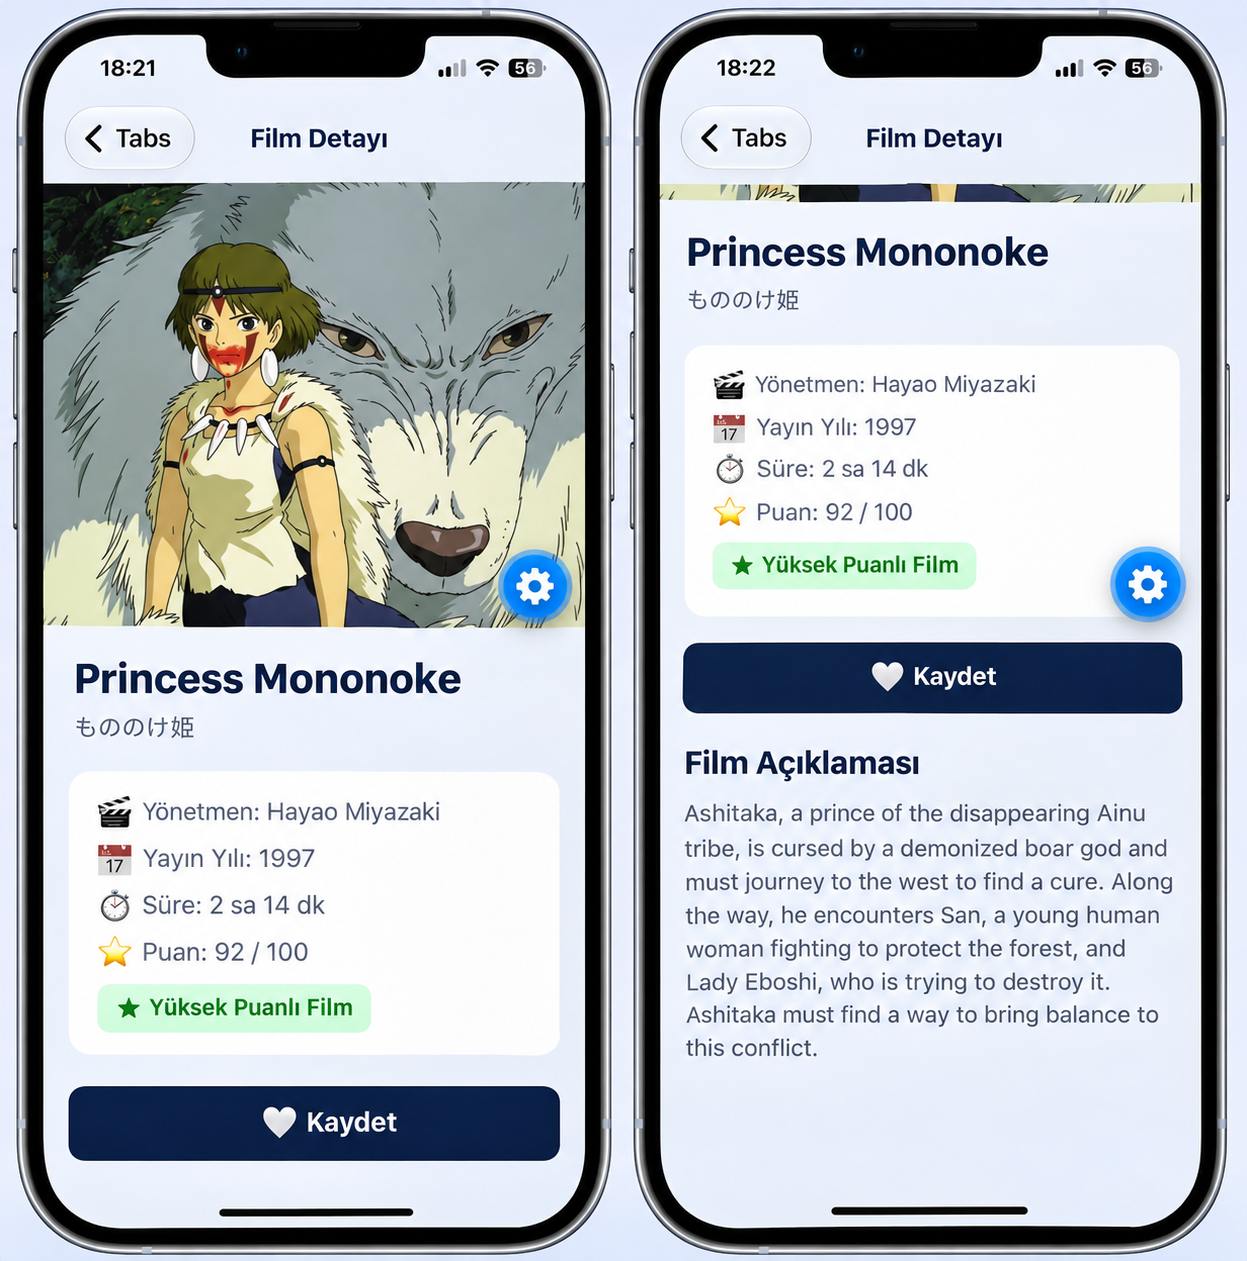 18:21
56
Tabs
Film Detayı
Princess Mononoke
もののけ姫
Yönetmen: Hayao Miyazaki
17
Yayın Yılı: 1997
Süre: 2 sa 14 dk
Puan: 92 / 100
★ Yüksek Puanlı Film
Kaydet
18:22
56
Tabs
Film Detayı
Princess Mononoke
もののけ姫
Yönetmen: Hayao Miyazaki
17
Yayın Yılı: 1997
Süre: 2 sa 14 dk
Puan: 92 / 100
★ Yüksek Puanlı Film
Kaydet
Film Açıklaması
Ashitaka, a prince of the disappearing Ainu
tribe, is cursed by a demonized boar god and
must journey to the west to find a cure. Along
the way, he encounters San, a young human
woman fighting to protect the forest, and
Lady Eboshi, who is trying to destroy it.
Ashitaka must find a way to bring balance to
this conflict.